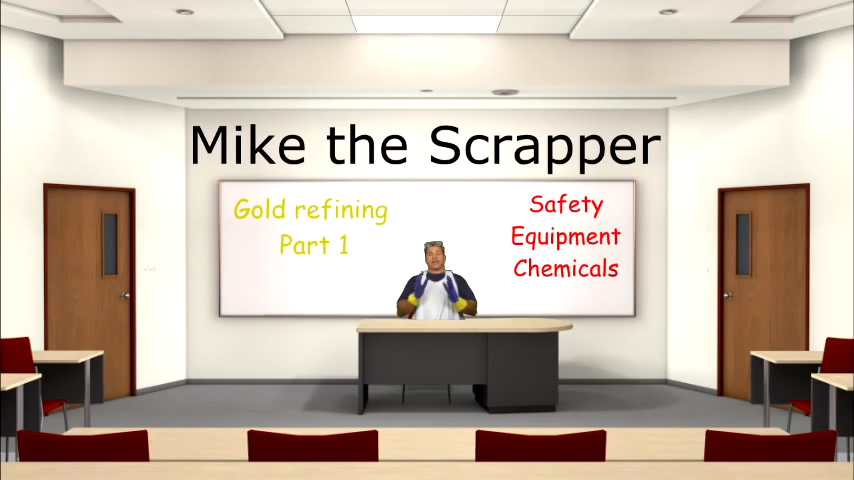 Mike the Scrapper
Gold refining
Part 1
Safety
Equipment
Chemicals